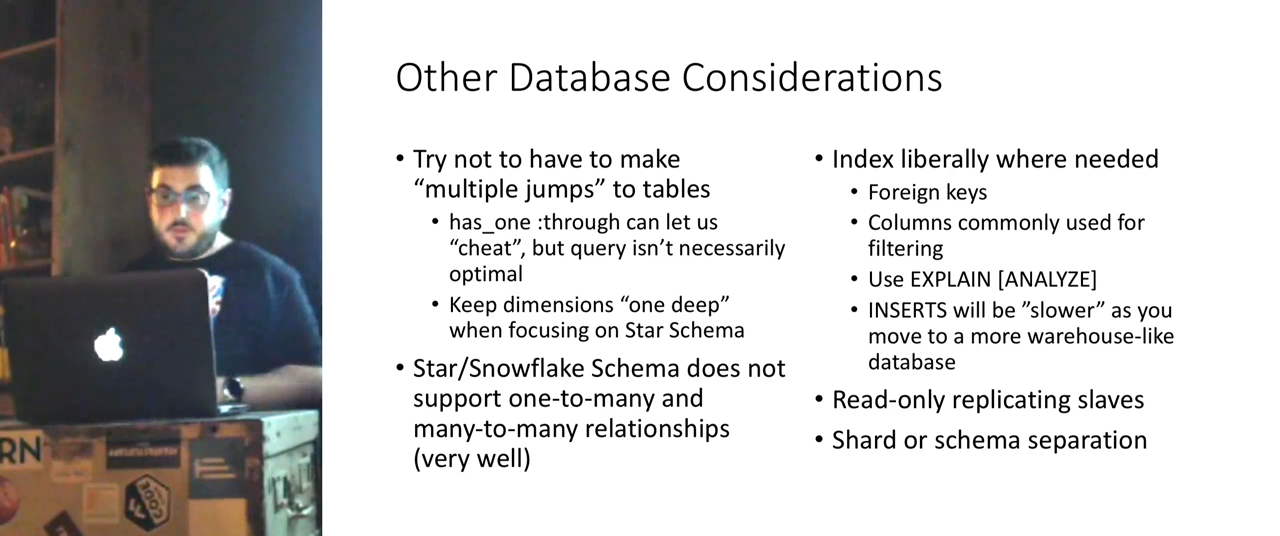 Other Database Considerations
• Try not to have to make
“multiple jumps” to tables
• has_one :through can let us
“cheat”, but query isn’t necessarily
optimal
• Keep dimensions “one deep”
when focusing on Star Schema
• Star/Snowflake Schema does not
support one-to-many and
many-to-many relationships
(very well)
• Index liberally where needed
• Foreign keys
• Columns commonly used for
filtering
• Use EXPLAIN [ANALYZE]
• INSERTS will be ”slower” as you
move to a more warehouse-like
database
• Read-only replicating slaves
• Shard or schema separation
RN
CODE